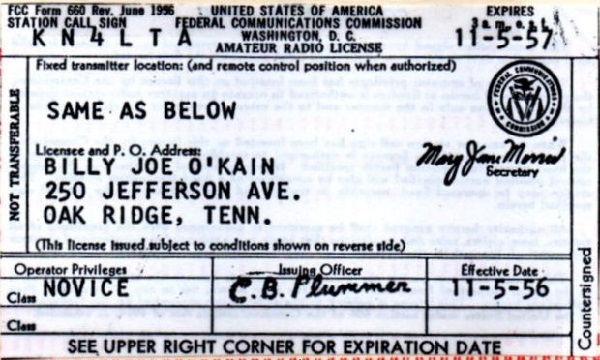 FCC Form 660 Rev. June 1956
UNITED STATES OF AMERICA
EXPIRES
STATION CALL SIGN
FEDERAL COMMUNICATIONS COMMISSION
3 a.m. e.s.t.
KN4LTA
WASHINGTON, D. C.
11-5-57
AMATEUR RADIO LICENSE
Fixed transmitter location: (and remote control position when authorized)
SAME AS BELOW
FEDERAL COMMUNICATIONS COMMISSION
NOT TRANSFERABLE
Licensee and P. O. Address:
BILLY JOE O'KAIN
Mary Jane Morris
Secretary
250 JEFFERSON AVE.
OAK RIDGE, TENN.
(This license issued subject to conditions shown on reverse side)
Operator Privileges
Issuing Officer
Effective Date
Class NOVICE
C. B. Plummer
11-5-56
Class
Countersigned
SEE UPPER RIGHT CORNER FOR EXPIRATION DATE